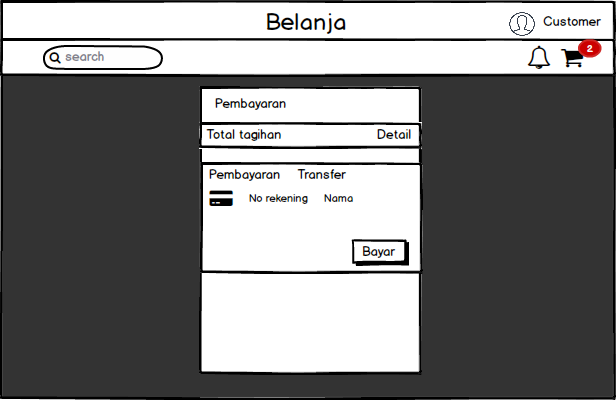 Belanja
Customer
search
2
Pembayaran
Total tagihan Detail
Pembayaran Transfer
No rekening Nama
Bayar